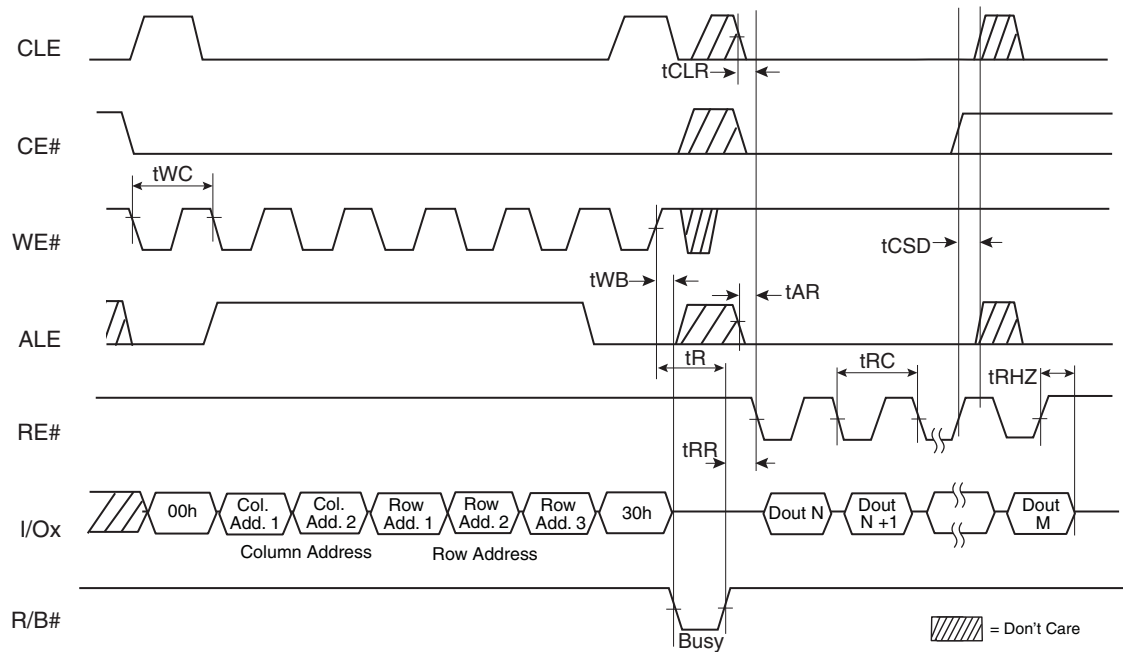 CLE
tCLR
CE#
tWC
WE#
tCSD
tWB
tAR
ALE
tR
tRC
tRHZ
RE#
tRR
I/Ox
00h
Col.
Add. 1
Col.
Add. 2
Row
Add. 1
Row
Add. 2
Row
Add. 3
30h
Dout N
Dout
N +1
Dout
M
Column Address
Row Address
R/B#
Busy
= Don't Care